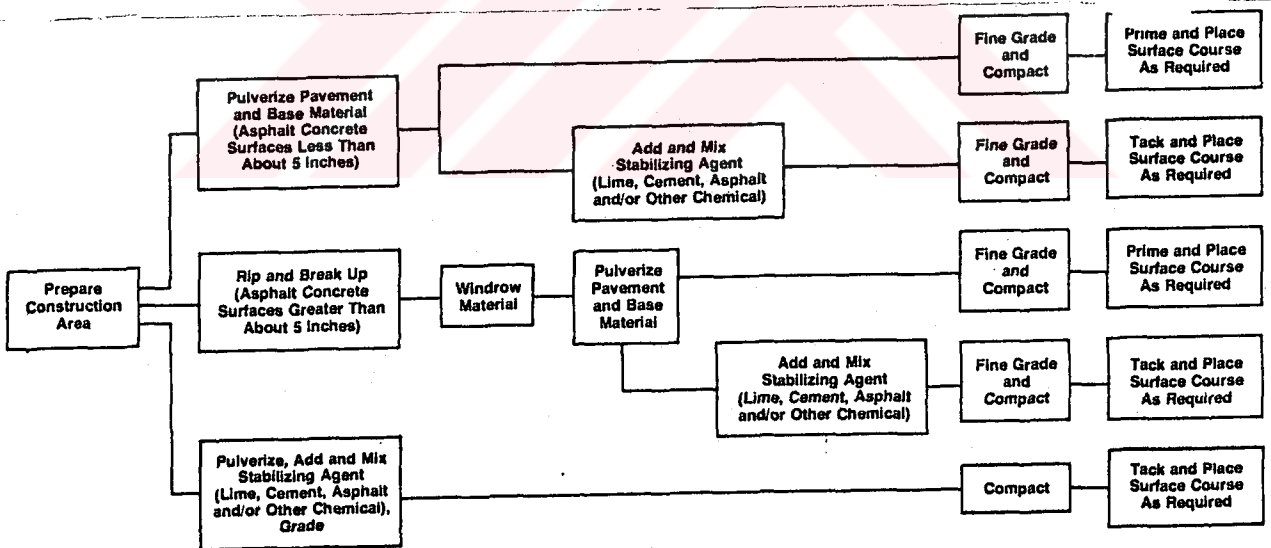 Fine Grade
and
Compact
Prime and Place
Surface Course
As Required
Pulverize Pavement
and Base Material
(Asphalt Concrete
Surfaces Less Than
About 5 Inches)
Add and Mix
Stabilizing Agent
(Lime, Cement, Asphalt
and/or Other Chemical)
Fine Grade
and
Compact
Tack and Place
Surface Course
As Required
Prepare
Construction
Area
Rip and Break Up
(Asphalt Concrete
Surfaces Greater Than
About 5 Inches)
Windrow
Material
Pulverize
Pavement
and Base
Material
Fine Grade
and
Compact
Prime and Place
Surface Course
As Required
Add and Mix
Stabilizing Agent
(Lime, Cement, Asphalt
and/or Other Chemical)
Fine Grade
and
Compact
Tack and Place
Surface Course
As Required
Pulverize, Add and Mix
Stabilizing Agent
(Lime, Cement, Asphalt
and/or Other Chemical),
Grade
Compact
Tack and Place
Surface Course
As Required